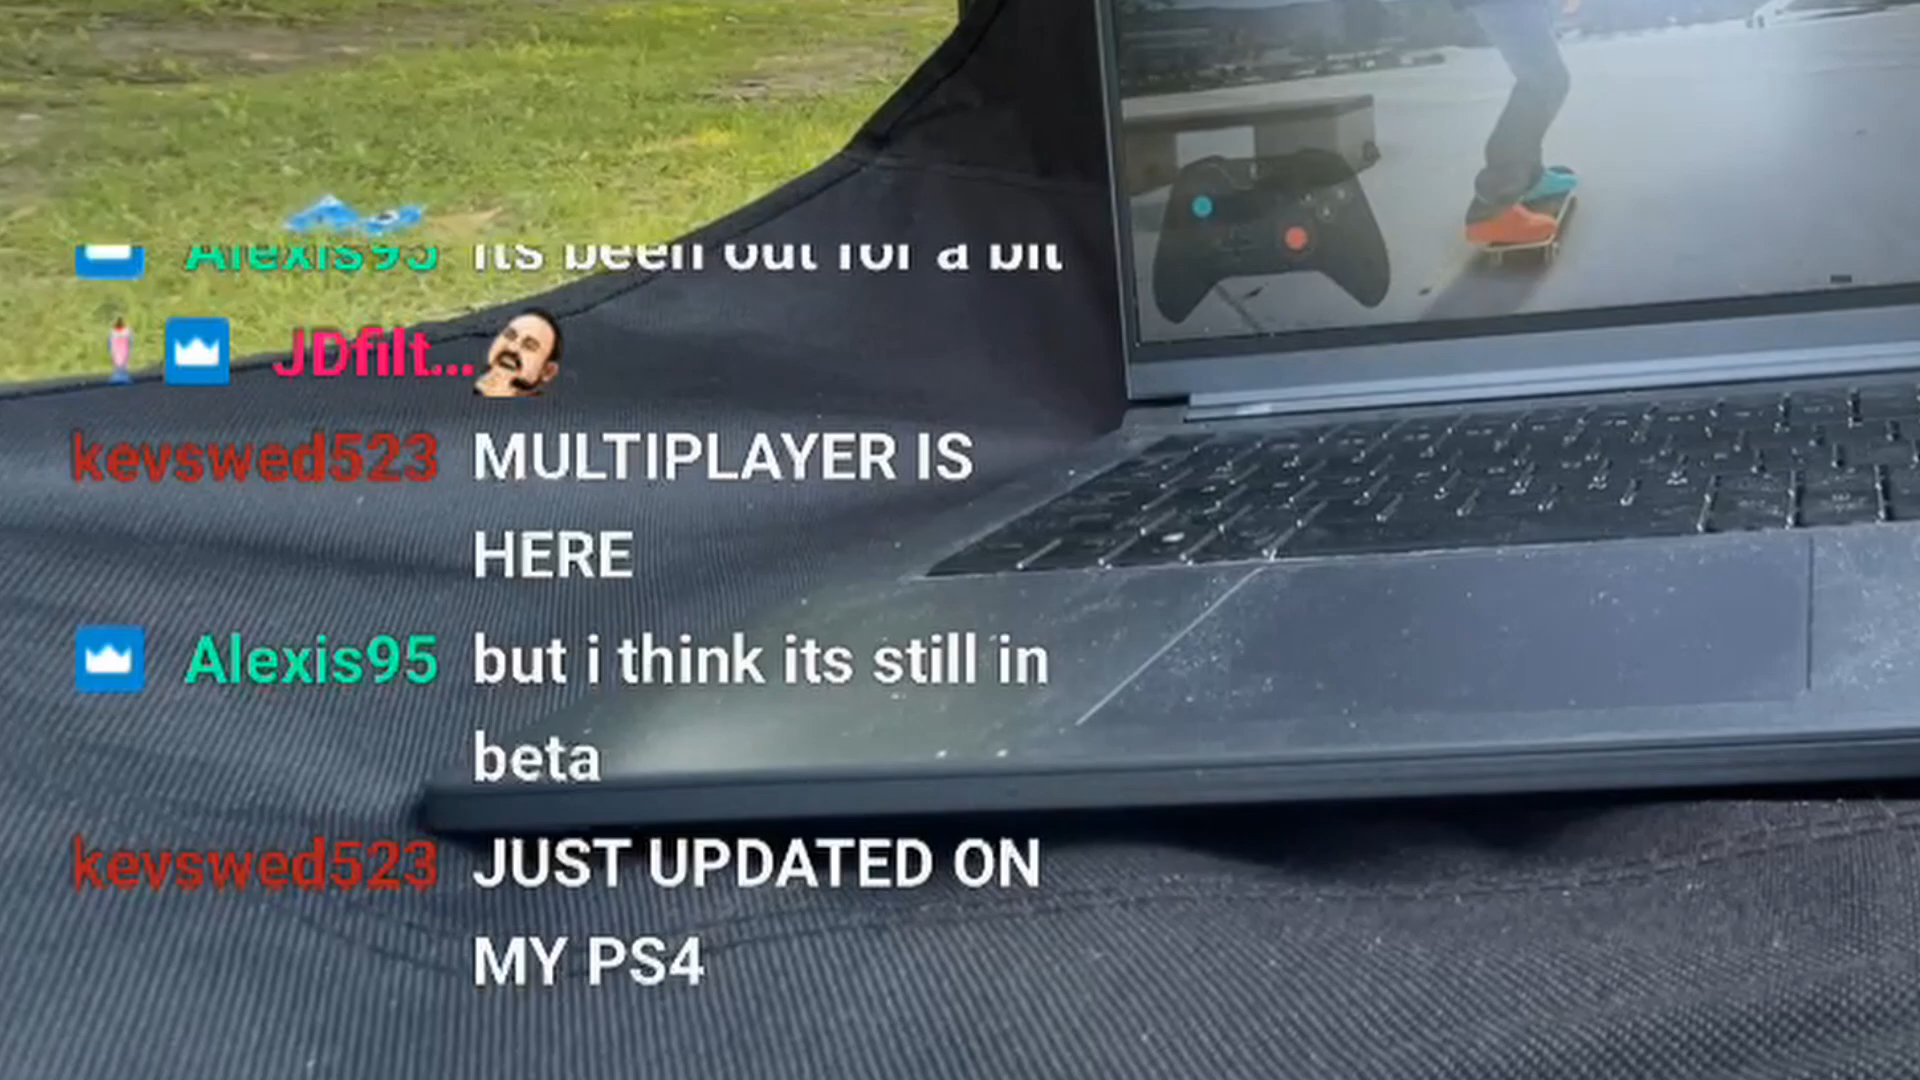 Alexis95 its been out for a bit
JDfilt...
kevswed523 MULTIPLAYER IS
HERE
Alexis95 but i think its still in
beta
kevswed523 JUST UPDATED ON
MY PS4